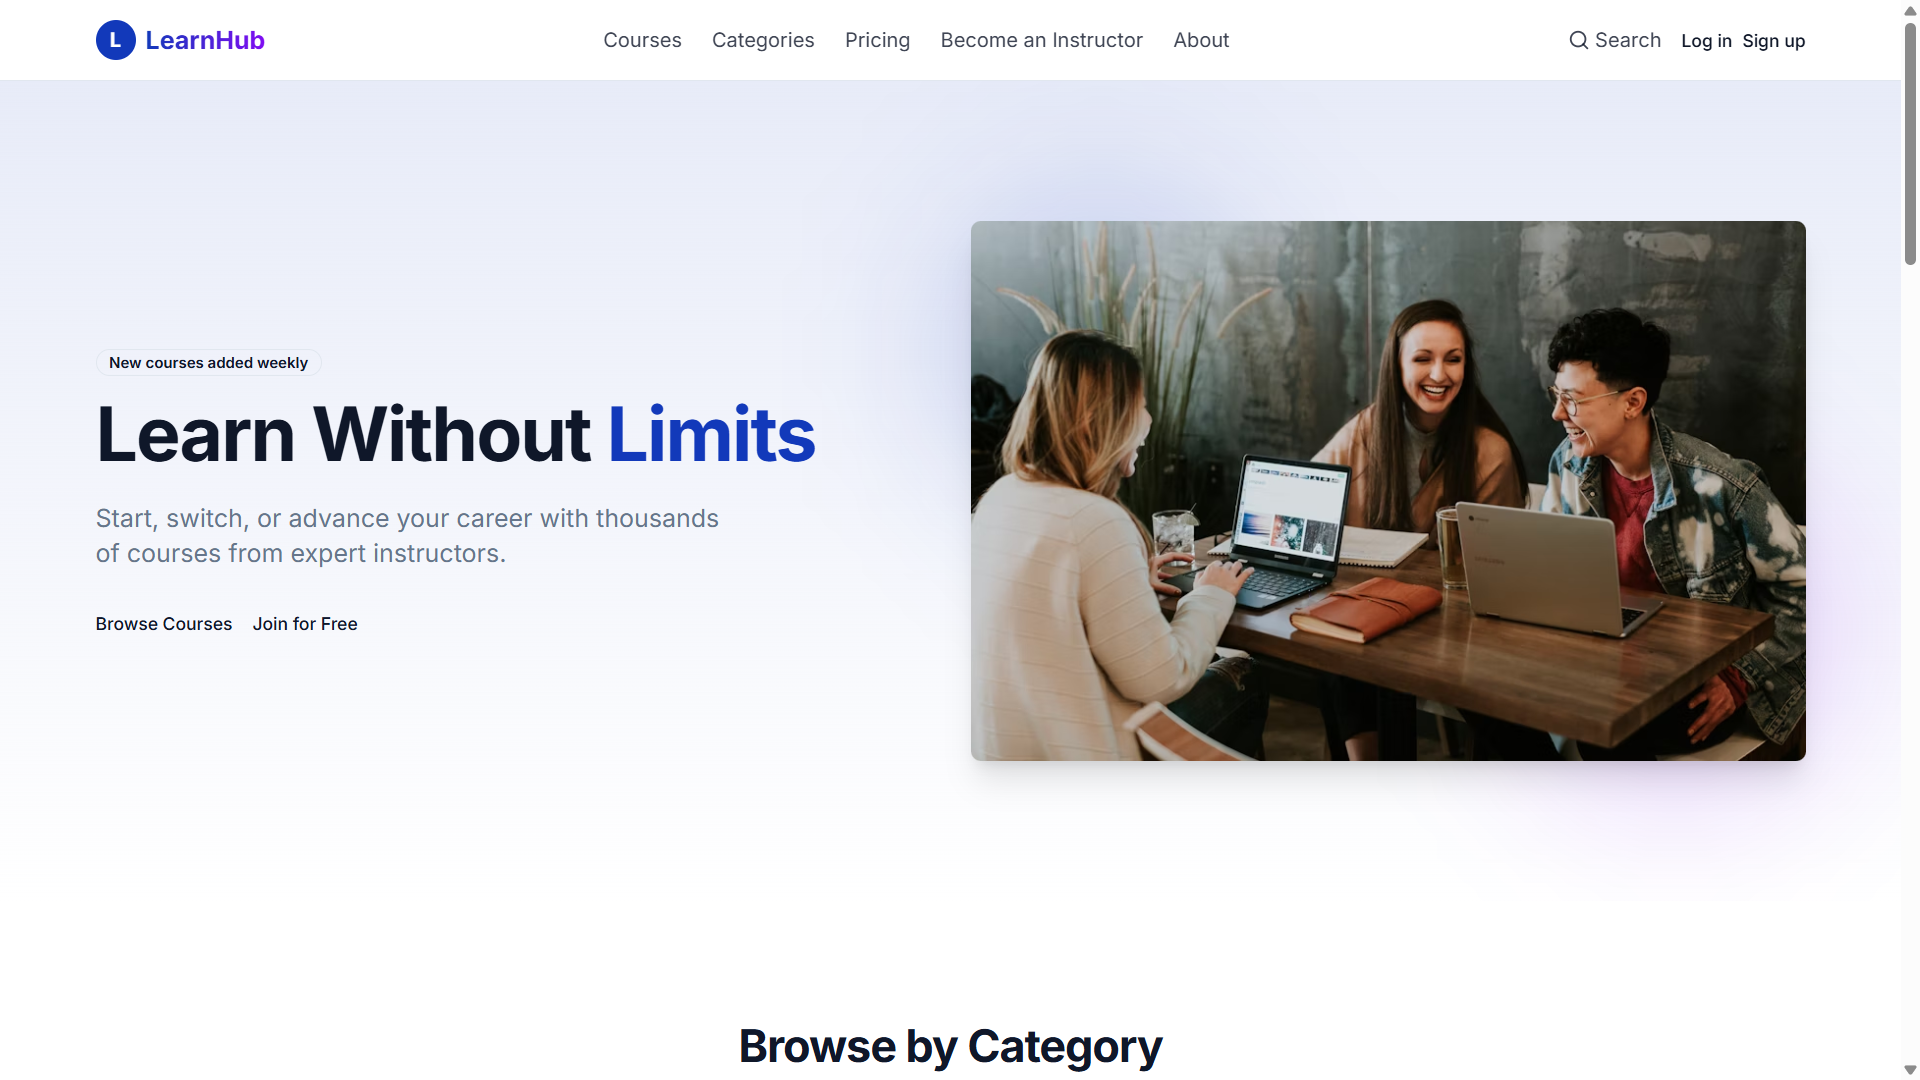 L LearnHub
Courses Categories Pricing Become an Instructor About
Search Log in Sign up
New courses added weekly
Learn Without Limits
Start, switch, or advance your career with thousands
of courses from expert instructors.
Browse Courses Join for Free
Browse by Category